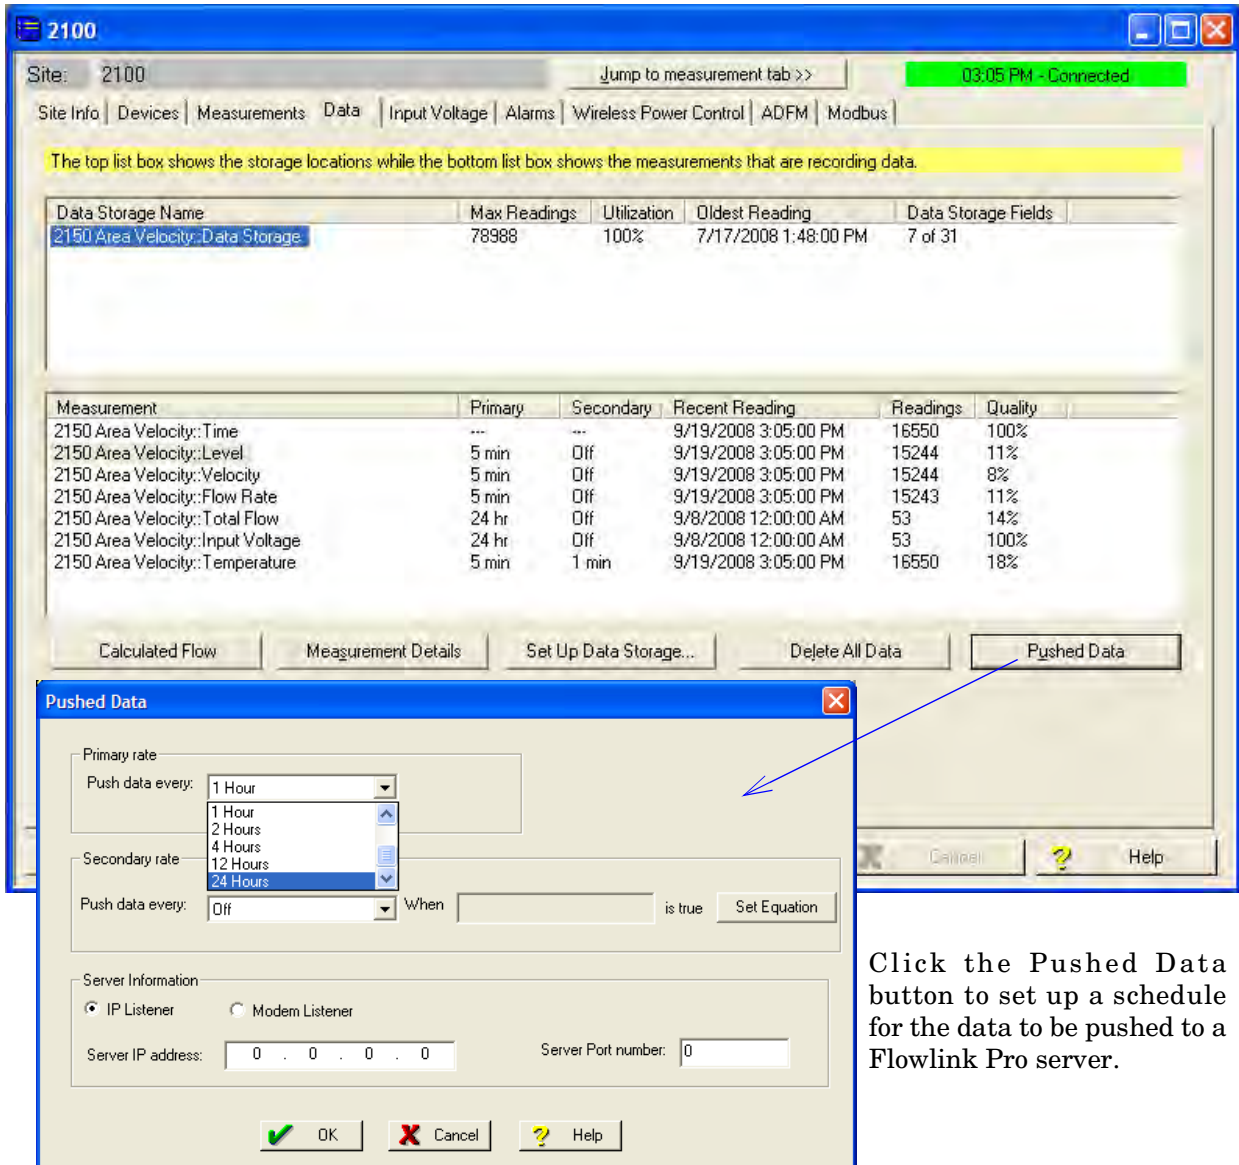 2100
Site: 2100 Jump to measurement tab >> 03:05 PM - Connected
Site Info Devices Measurements Data Input Voltage Alarms Wireless Power Control ADFM Modbus
The top list box shows the storage locations while the bottom list box shows the measurements that are recording data.
Data Storage Name Max Readings Utilization Oldest Reading Data Storage Fields
2150 Area Velocity::Data Storage 78988 100% 7/17/2008 1:48:00 PM 7 of 31
Measurement Primary Secondary Recent Reading Readings Quality
2150 Area Velocity::Time --- --- 9/19/2008 3:05:00 PM 16550 100%
2150 Area Velocity::Level 5 min Off 9/19/2008 3:05:00 PM 15244 11%
2150 Area Velocity::Velocity 5 min Off 9/19/2008 3:05:00 PM 15244 8%
2150 Area Velocity::Flow Rate 5 min Off 9/19/2008 3:05:00 PM 15243 11%
2150 Area Velocity::Total Flow 24 hr Off 9/8/2008 12:00:00 AM 53 14%
2150 Area Velocity::Input Voltage 24 hr Off 9/8/2008 12:00:00 AM 53 100%
2150 Area Velocity::Temperature 5 min 1 min 9/19/2008 3:05:00 PM 16550 18%
Calculated Flow Measurement Details Set Up Data Storage... Delete All Data Pushed Data
Pushed Data
Primary rate
Push data every: 1 Hour
1 Hour
2 Hours
4 Hours
12 Hours
24 Hours
Secondary rate
Push data every: Off When is true Set Equation
Server Information
IP Listener Modem Listener
Server IP address: 0 . 0 . 0 . 0 Server Port number: 0
OK Cancel Help
Cancel Help
Click the Pushed Data
button to set up a schedule
for the data to be pushed to a
Flowlink Pro server.